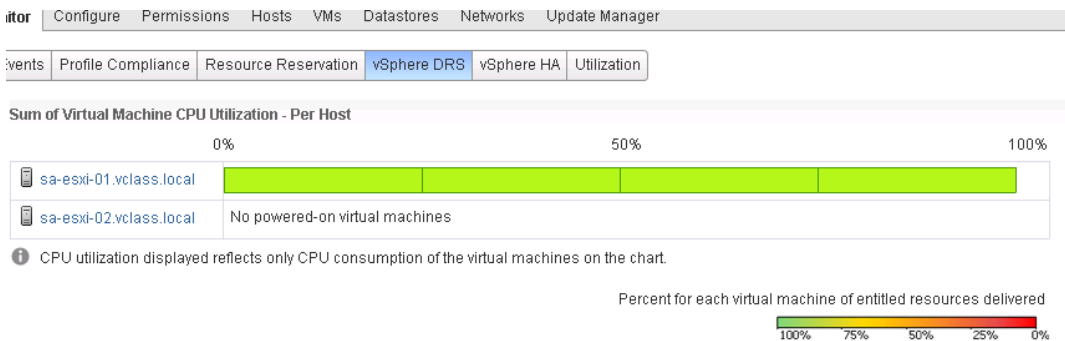 itor Configure Permissions Hosts VMs Datastores Networks Update Manager
Events Profile Compliance Resource Reservation vSphere DRS vSphere HA Utilization
Sum of Virtual Machine CPU Utilization - Per Host
0% 50% 100%
sa-esxi-01.vclass.local
sa-esxi-02.vclass.local No powered-on virtual machines
CPU utilization displayed reflects only CPU consumption of the virtual machines on the chart.
Percent for each virtual machine of entitled resources delivered
100% 75% 50% 25% 0%